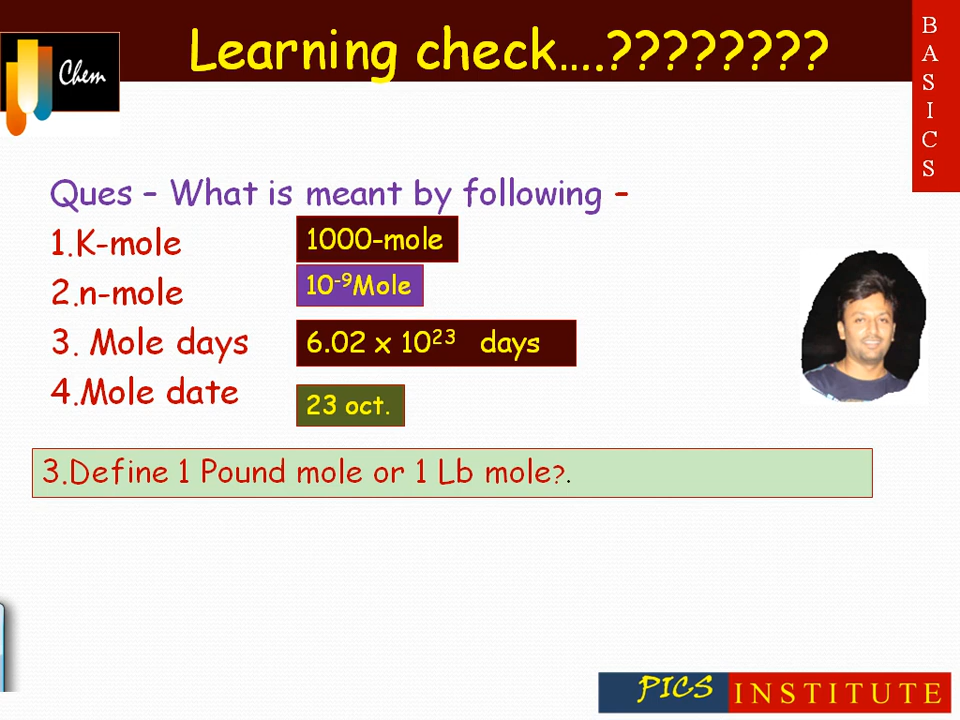 Learning check….????????
Chem
B
A
S
I
C
S
Ques – What is meant by following –
1.K-mole
1000-mole
2.n-mole
10⁻⁹Mole
3. Mole days
6.02 x 10²³ days
4.Mole date
23 oct.
3.Define 1 Pound mole or 1 Lb mole?.
PICS INSTITUTE